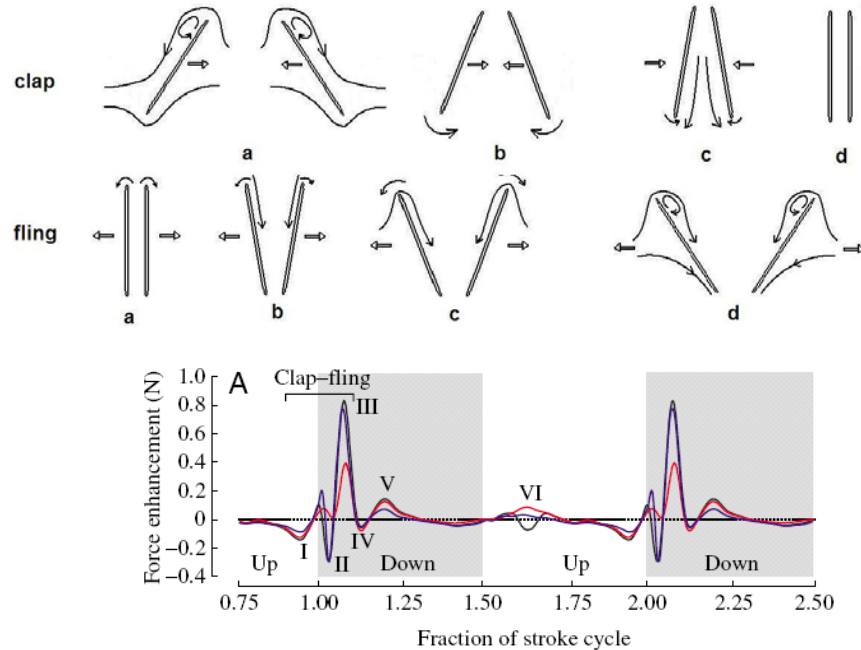 clap
a
b
c
d
fling
a
b
c
d
A
Clap–fling
Force enhancement (N)
1.0
0.8
0.6
0.4
0.2
0
−0.2
−0.4
III
V
VI
I
II
IV
Up
Down
Up
Down
0.75
1.00
1.25
1.50
1.75
2.00
2.50
Fraction of stroke cycle